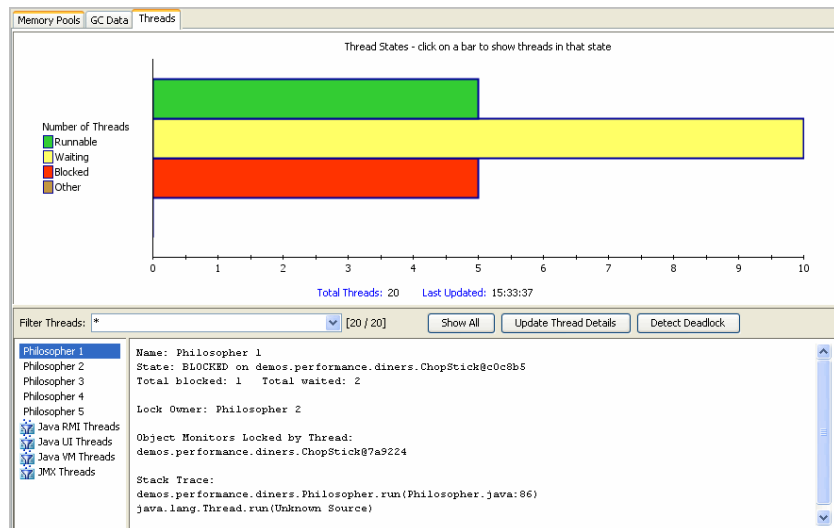 Memory Pools GC Data Threads
Thread States - click on a bar to show threads in that state
Number of Threads
Runnable
Waiting
Blocked
Other
0 1 2 3 4 5 6 7 8 9 10
Total Threads: 20 Last Updated: 15:33:37
Filter Threads: * [20 / 20] Show All Update Thread Details Detect Deadlock
Philosopher 1
Philosopher 2
Philosopher 3
Philosopher 4
Philosopher 5
Java RMI Threads
Java UI Threads
Java VM Threads
JMX Threads
Name: Philosopher 1
State: BLOCKED on demos.performance.diners.ChopStick@c0c8b5
Total blocked: 1 Total waited: 2
Lock Owner: Philosopher 2
Object Monitors Locked by Thread:
demos.performance.diners.ChopStick@7a9224
Stack Trace:
demos.performance.diners.Philosopher.run(Philosopher.java:86)
java.lang.Thread.run(Unknown Source)